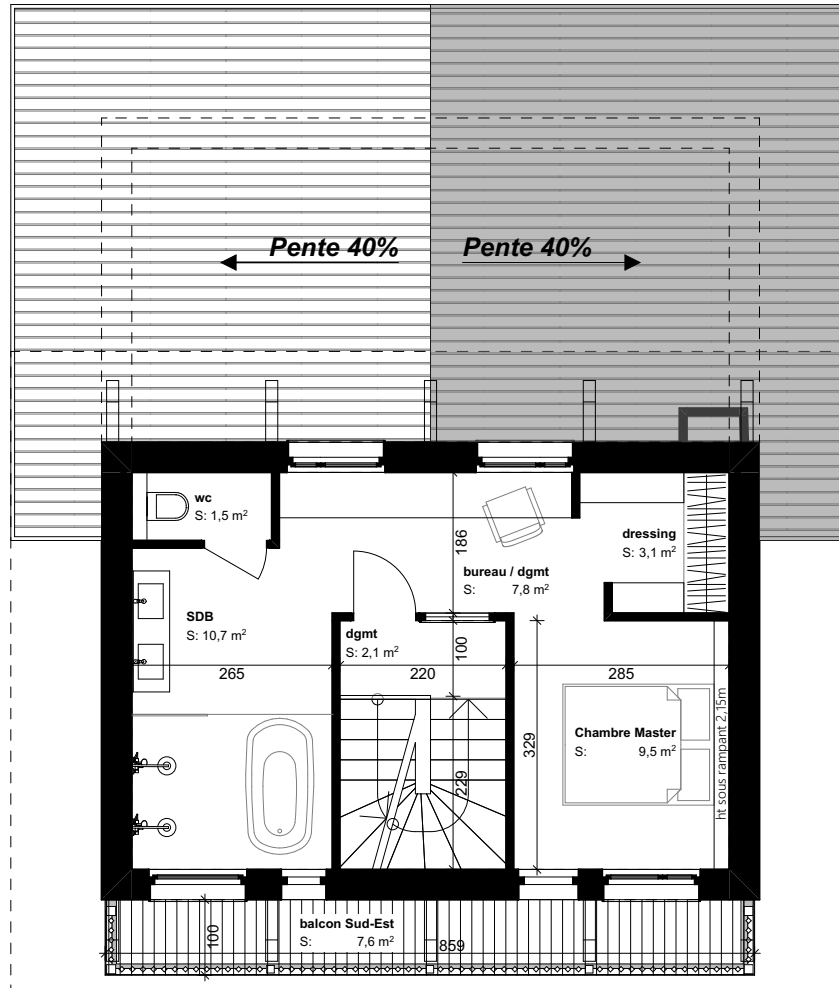 Pente 40%
Pente 40%
wc
S: 1,5 m²
186
dressing
S: 3,1 m²
bureau / dgmt
S: 7,8 m²
SDB
S: 10,7 m²
dgmt
S: 2,1 m²
100
265
220
285
Chambre Master
S: 9,5 m²
329
229
ht sous rampant 2,15m
balcon Sud-Est
S: 7,6 m²
100
859